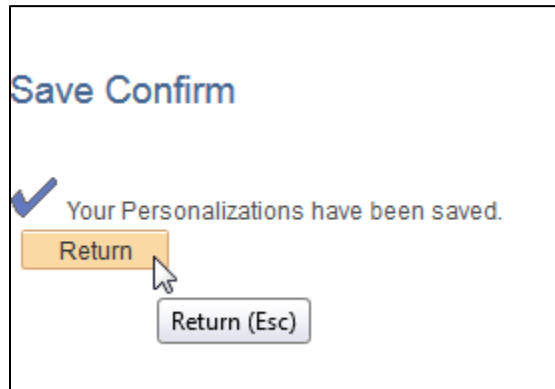 Save Confirm
Your Personalizations have been saved.
Return
Return (Esc)